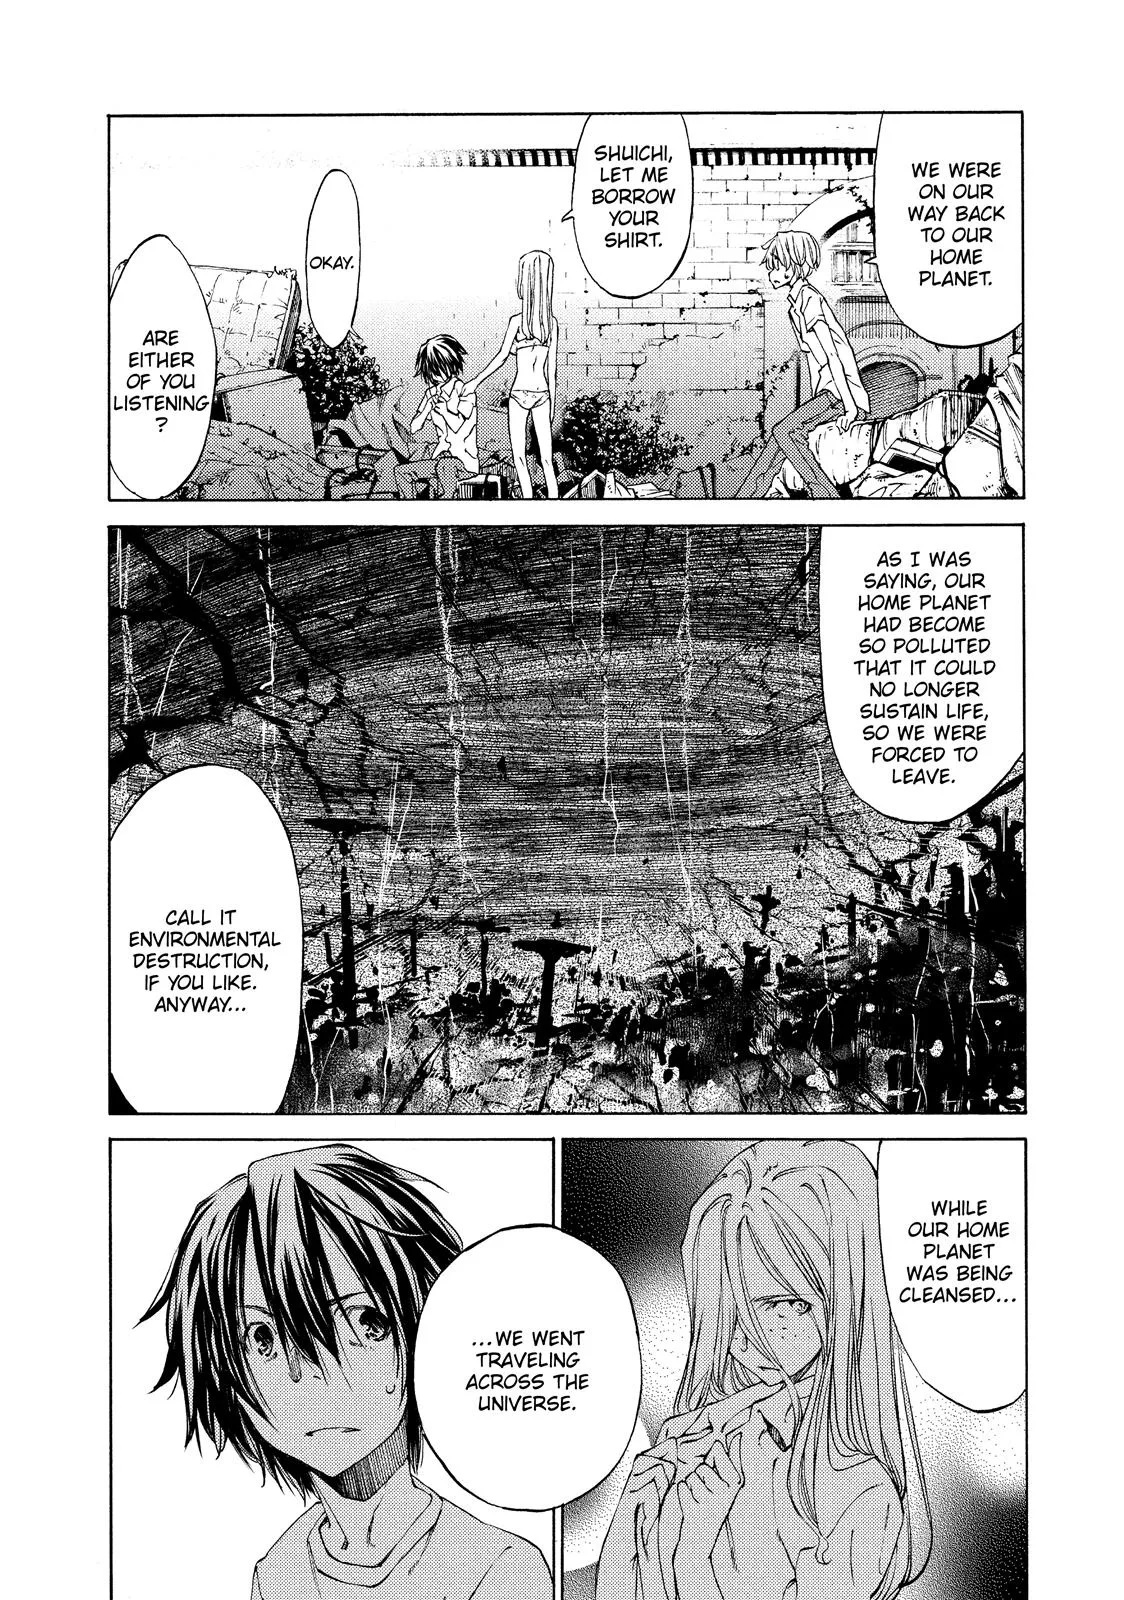 WE WERE
ON OUR
WAY BACK
TO OUR
HOME
PLANET.
SHUICHI,
LET ME
BORROW
YOUR
SHIRT.
OKAY.
ARE
EITHER
OF YOU
LISTENING
?
AS I WAS
SAYING, OUR
HOME PLANET
HAD BECOME
SO POLLUTED
THAT IT COULD
NO LONGER
SUSTAIN LIFE,
SO WE WERE
FORCED TO
LEAVE.
CALL IT
ENVIRONMENTAL
DESTRUCTION,
IF YOU LIKE.
ANYWAY...
WHILE
OUR HOME
PLANET
WAS BEING
CLEANSED...
...WE WENT
TRAVELING
ACROSS THE
UNIVERSE.